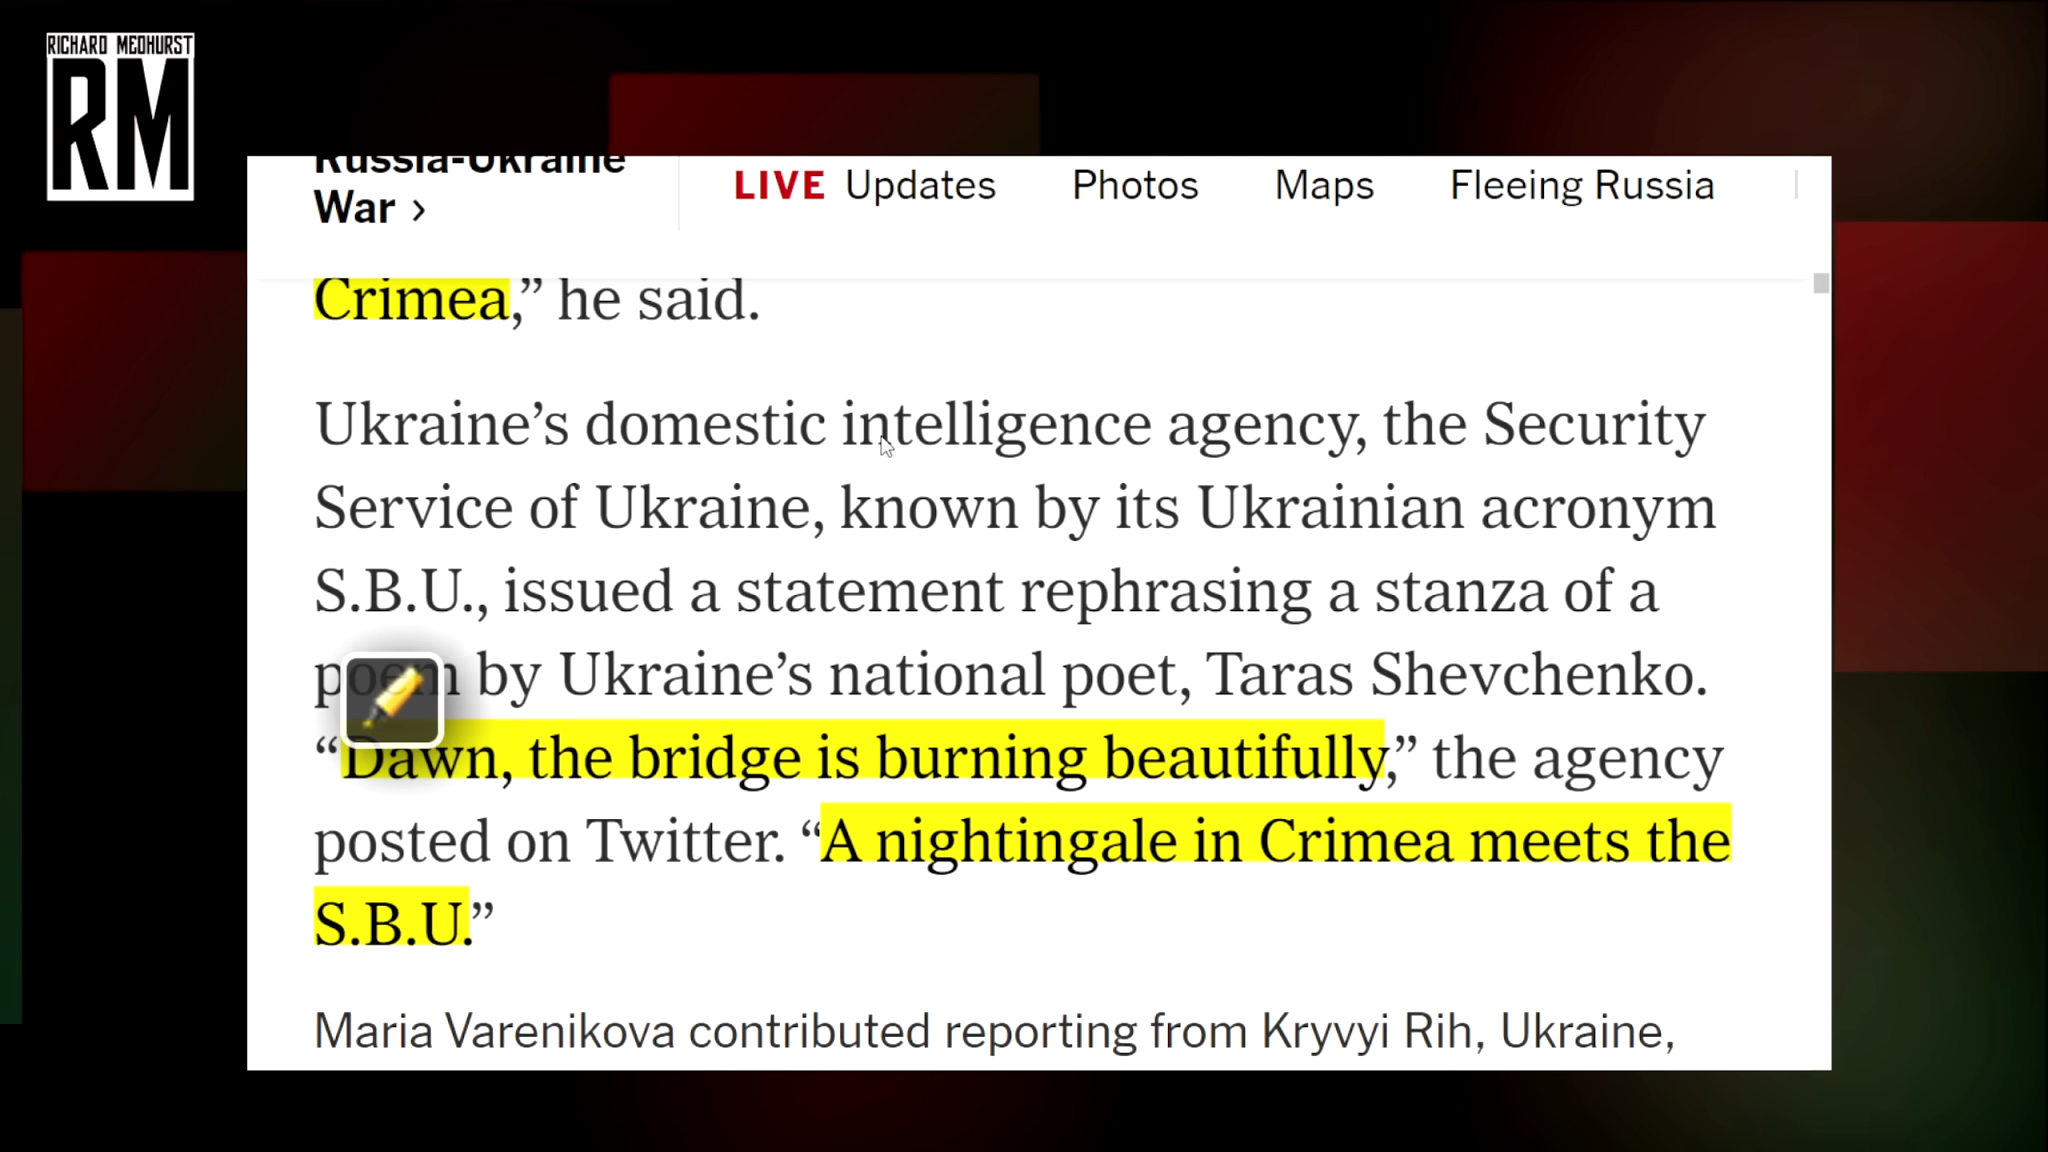 RICHARD MEDHURST
RM
Russia-Ukraine
War ›
LIVE Updates Photos Maps Fleeing Russia
Crimea,” he said.
Ukraine’s domestic intelligence agency, the Security
Service of Ukraine, known by its Ukrainian acronym
S.B.U., issued a statement rephrasing a stanza of a
poem by Ukraine’s national poet, Taras Shevchenko.
“Dawn, the bridge is burning beautifully,” the agency
posted on Twitter. “A nightingale in Crimea meets the
S.B.U.”
Maria Varenikova contributed reporting from Kryvyi Rih, Ukraine,